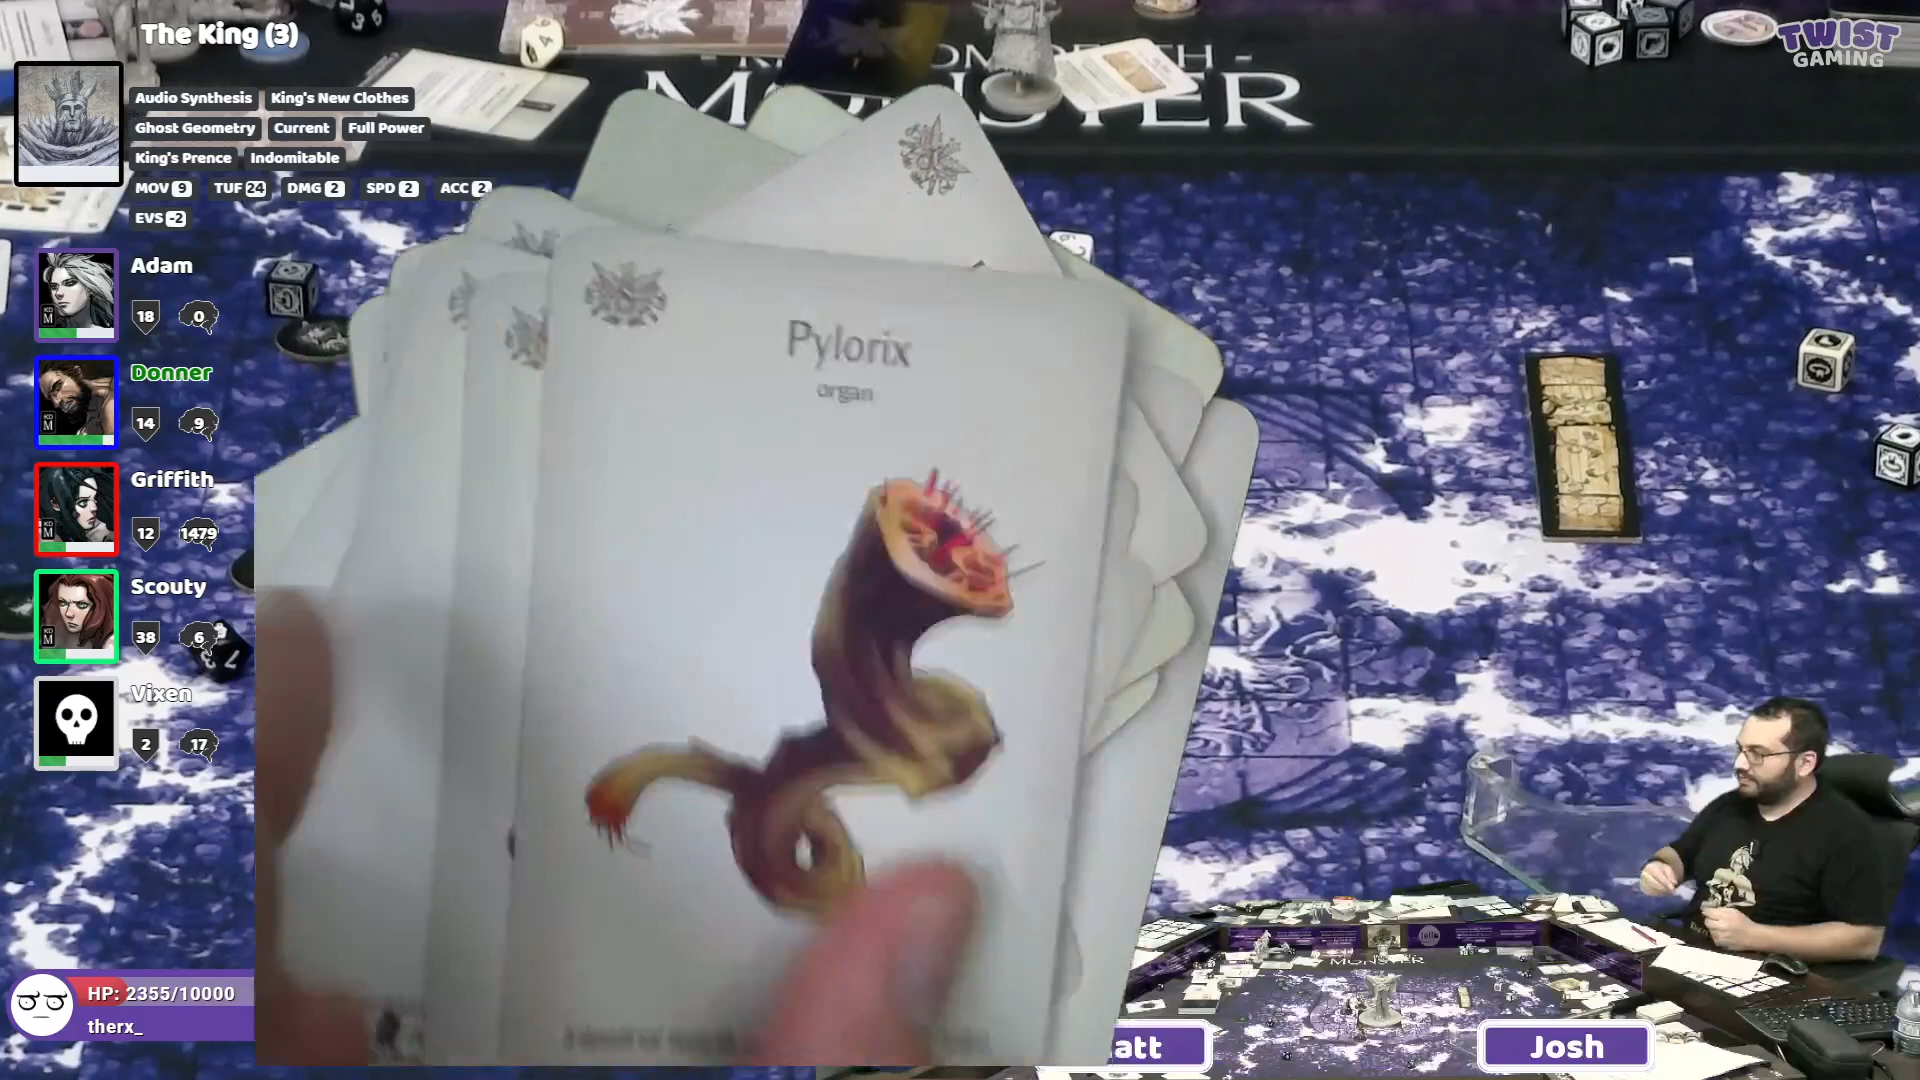 The King (3)
Audio Synthesis King's New Clothes
Ghost Geometry Current Full Power
King's Prence Indomitable
MOV 9 TUF 24 DMG 2 SPD 2 ACC 2
EVS -2
Adam
18 0
Donner
14 9
Griffith
12 1479
Scouty
38 6
Vixen
2 17
HP: 2355/10000
therx_
TWIST
GAMING
MONSTER
Pylorix
organ
att
Josh